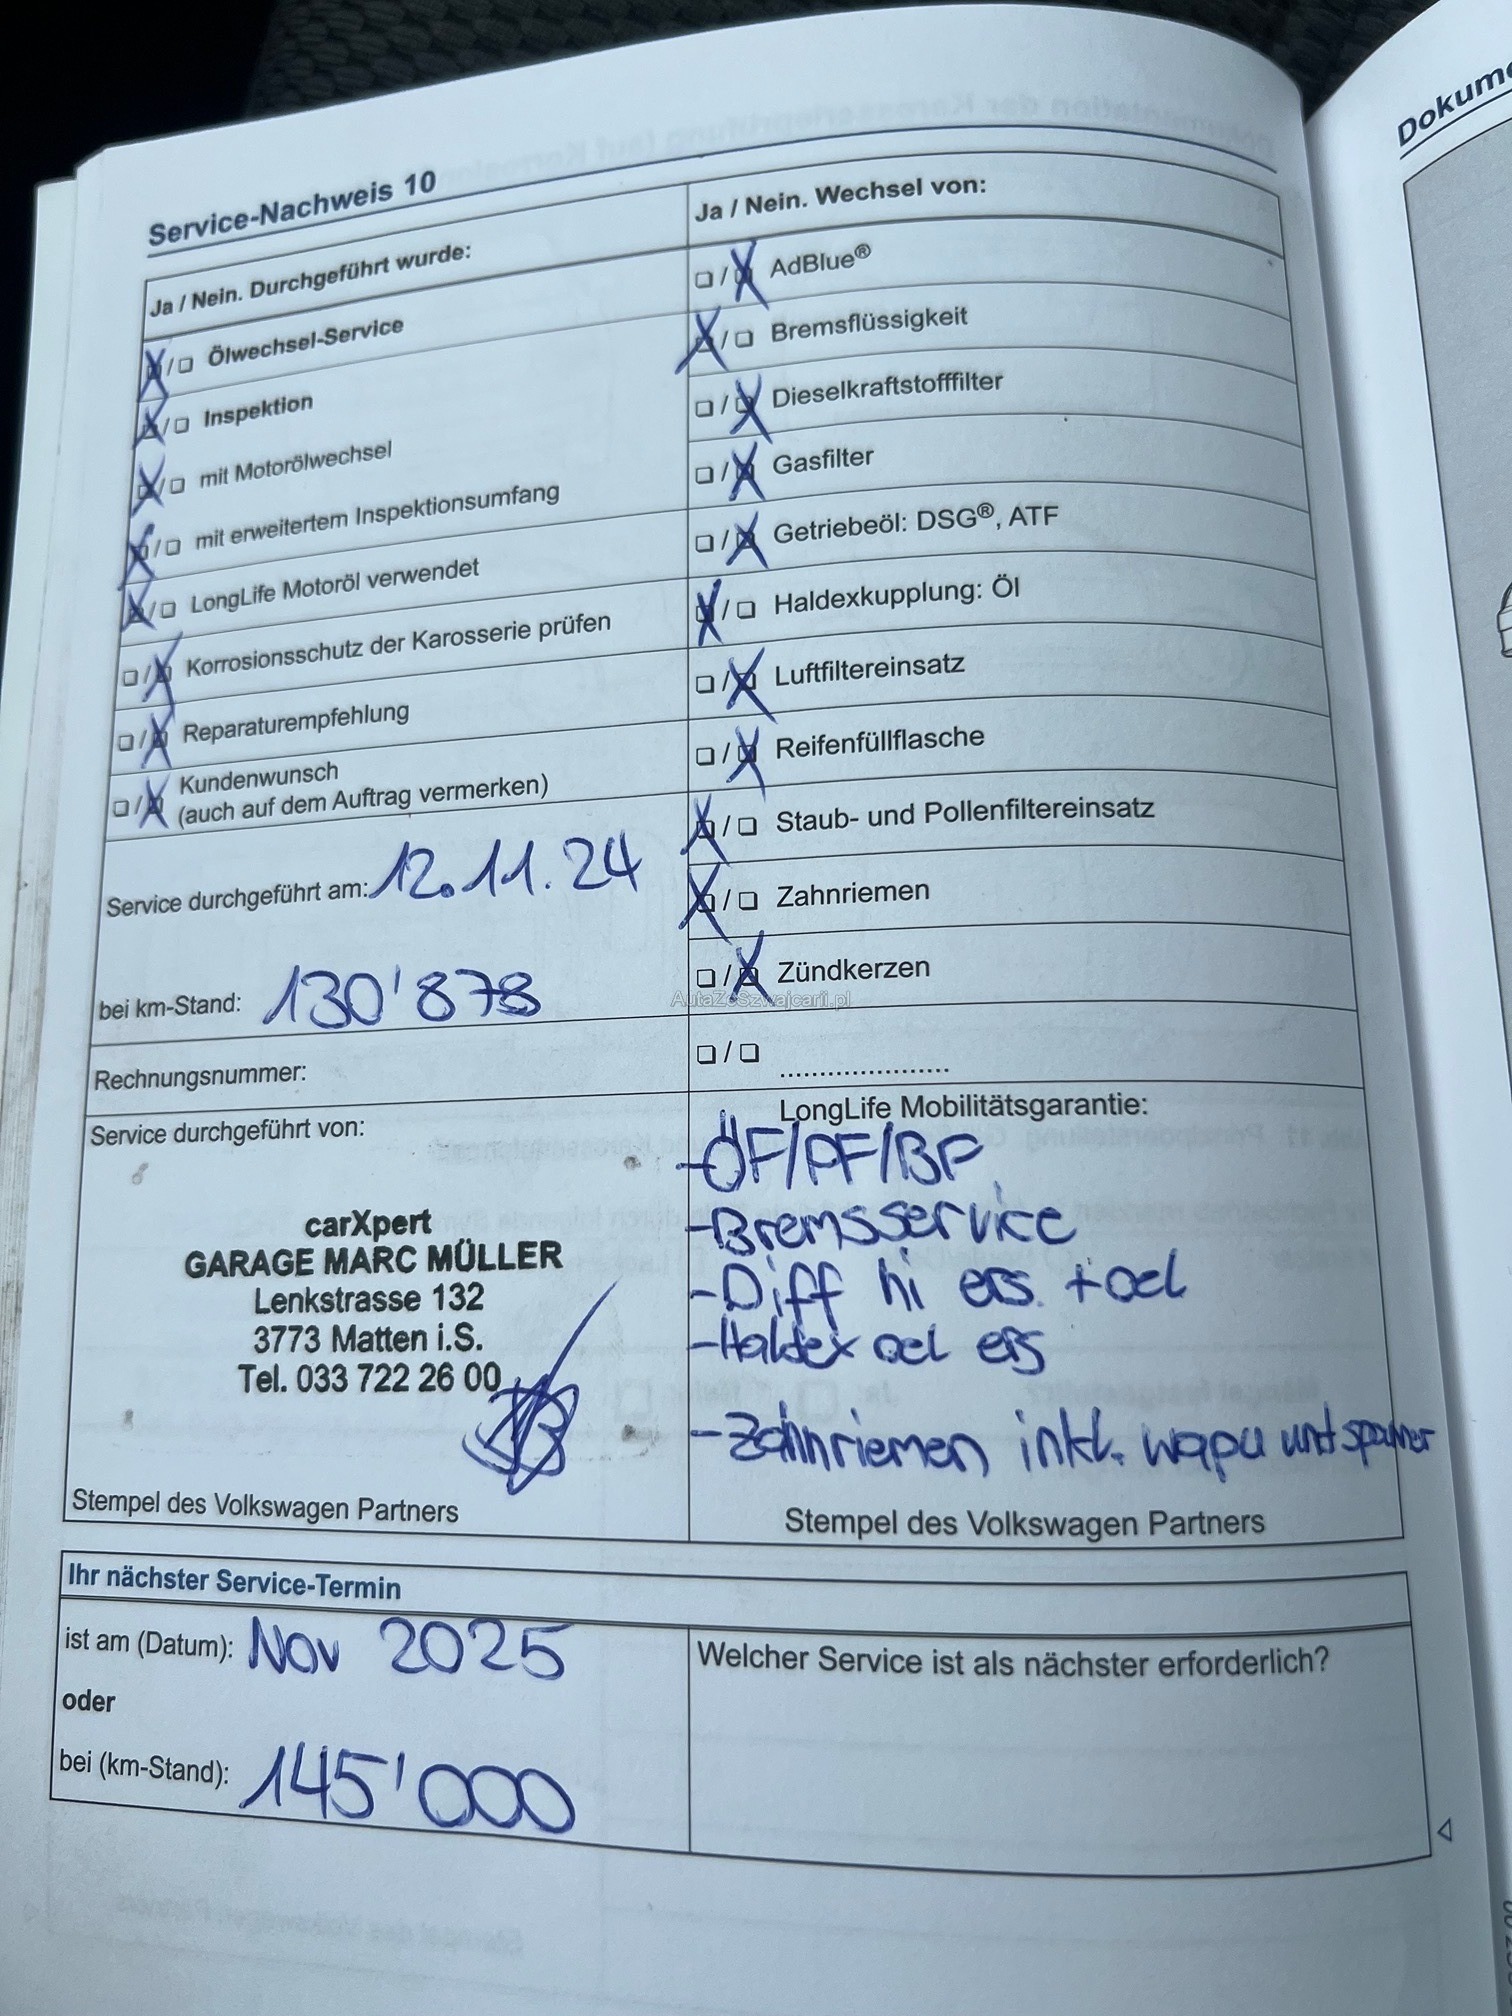 Dokume
Service-Nachweis 10
Ja / Nein. Durchgeführt wurde:
☒/☐ Ölwechsel-Service
☒/☐ Inspektion
☒/☐ mit Motorölwechsel
☒/☐ mit erweitertem Inspektionsumfang
☒/☐ LongLife Motoröl verwendet
☐/☒ Korrosionsschutz der Karosserie prüfen
☐/☒ Reparaturempfehlung
☐/☒ Kundenwunsch
(auch auf dem Auftrag vermerken)
Service durchgeführt am: 12.11.24
bei km-Stand: 130'878
Rechnungsnummer:
Service durchgeführt von:
carXpert
GARAGE MARC MÜLLER
Lenkstrasse 132
3773 Matten i.S.
Tel. 033 722 26 00
Stempel des Volkswagen Partners
Ja / Nein. Wechsel von:
☐/☒ AdBlue®
☒/☐ Bremsflüssigkeit
☐/☒ Dieselkraftstofffilter
☐/☒ Gasfilter
☐/☒ Getriebeöl: DSG®, ATF
☒/☐ Haldexkupplung: Öl
☐/☒ Luftfiltereinsatz
☐/☒ Reifenfüllflasche
☒/☐ Staub- und Pollenfiltereinsatz
☒/☐ Zahnriemen
☐/☒ Zündkerzen
AutaZeSzwajcarii.pl
☐/☐ .....................
LongLife Mobilitätsgarantie:
-ÖF/PF/BF
-Bremsservice
-Diff hi ers. + oel
-Haldex oel ers
-Zahnriemen inkl. wapu und spanner
Stempel des Volkswagen Partners
Ihr nächster Service-Termin
ist am (Datum): Nov 2025
oder
bei (km-Stand): 145'000
Welcher Service ist als nächster erforderlich?